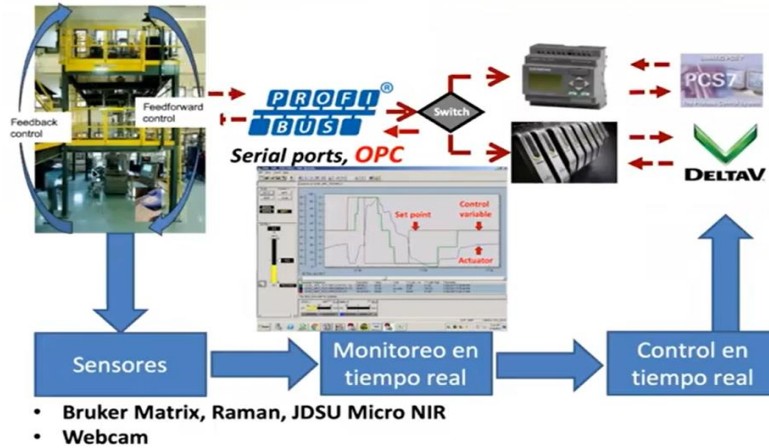 Feedback
control
Feedforward
control
PROFI
BUS
®
Serial ports, OPC
Switch
PCS7
DELTAV
Set point
Control
variable
Actuator
Sensores
Monitoreo en
tiempo real
Control en
tiempo real
• Bruker Matrix, Raman, JDSU Micro NIR
• Webcam